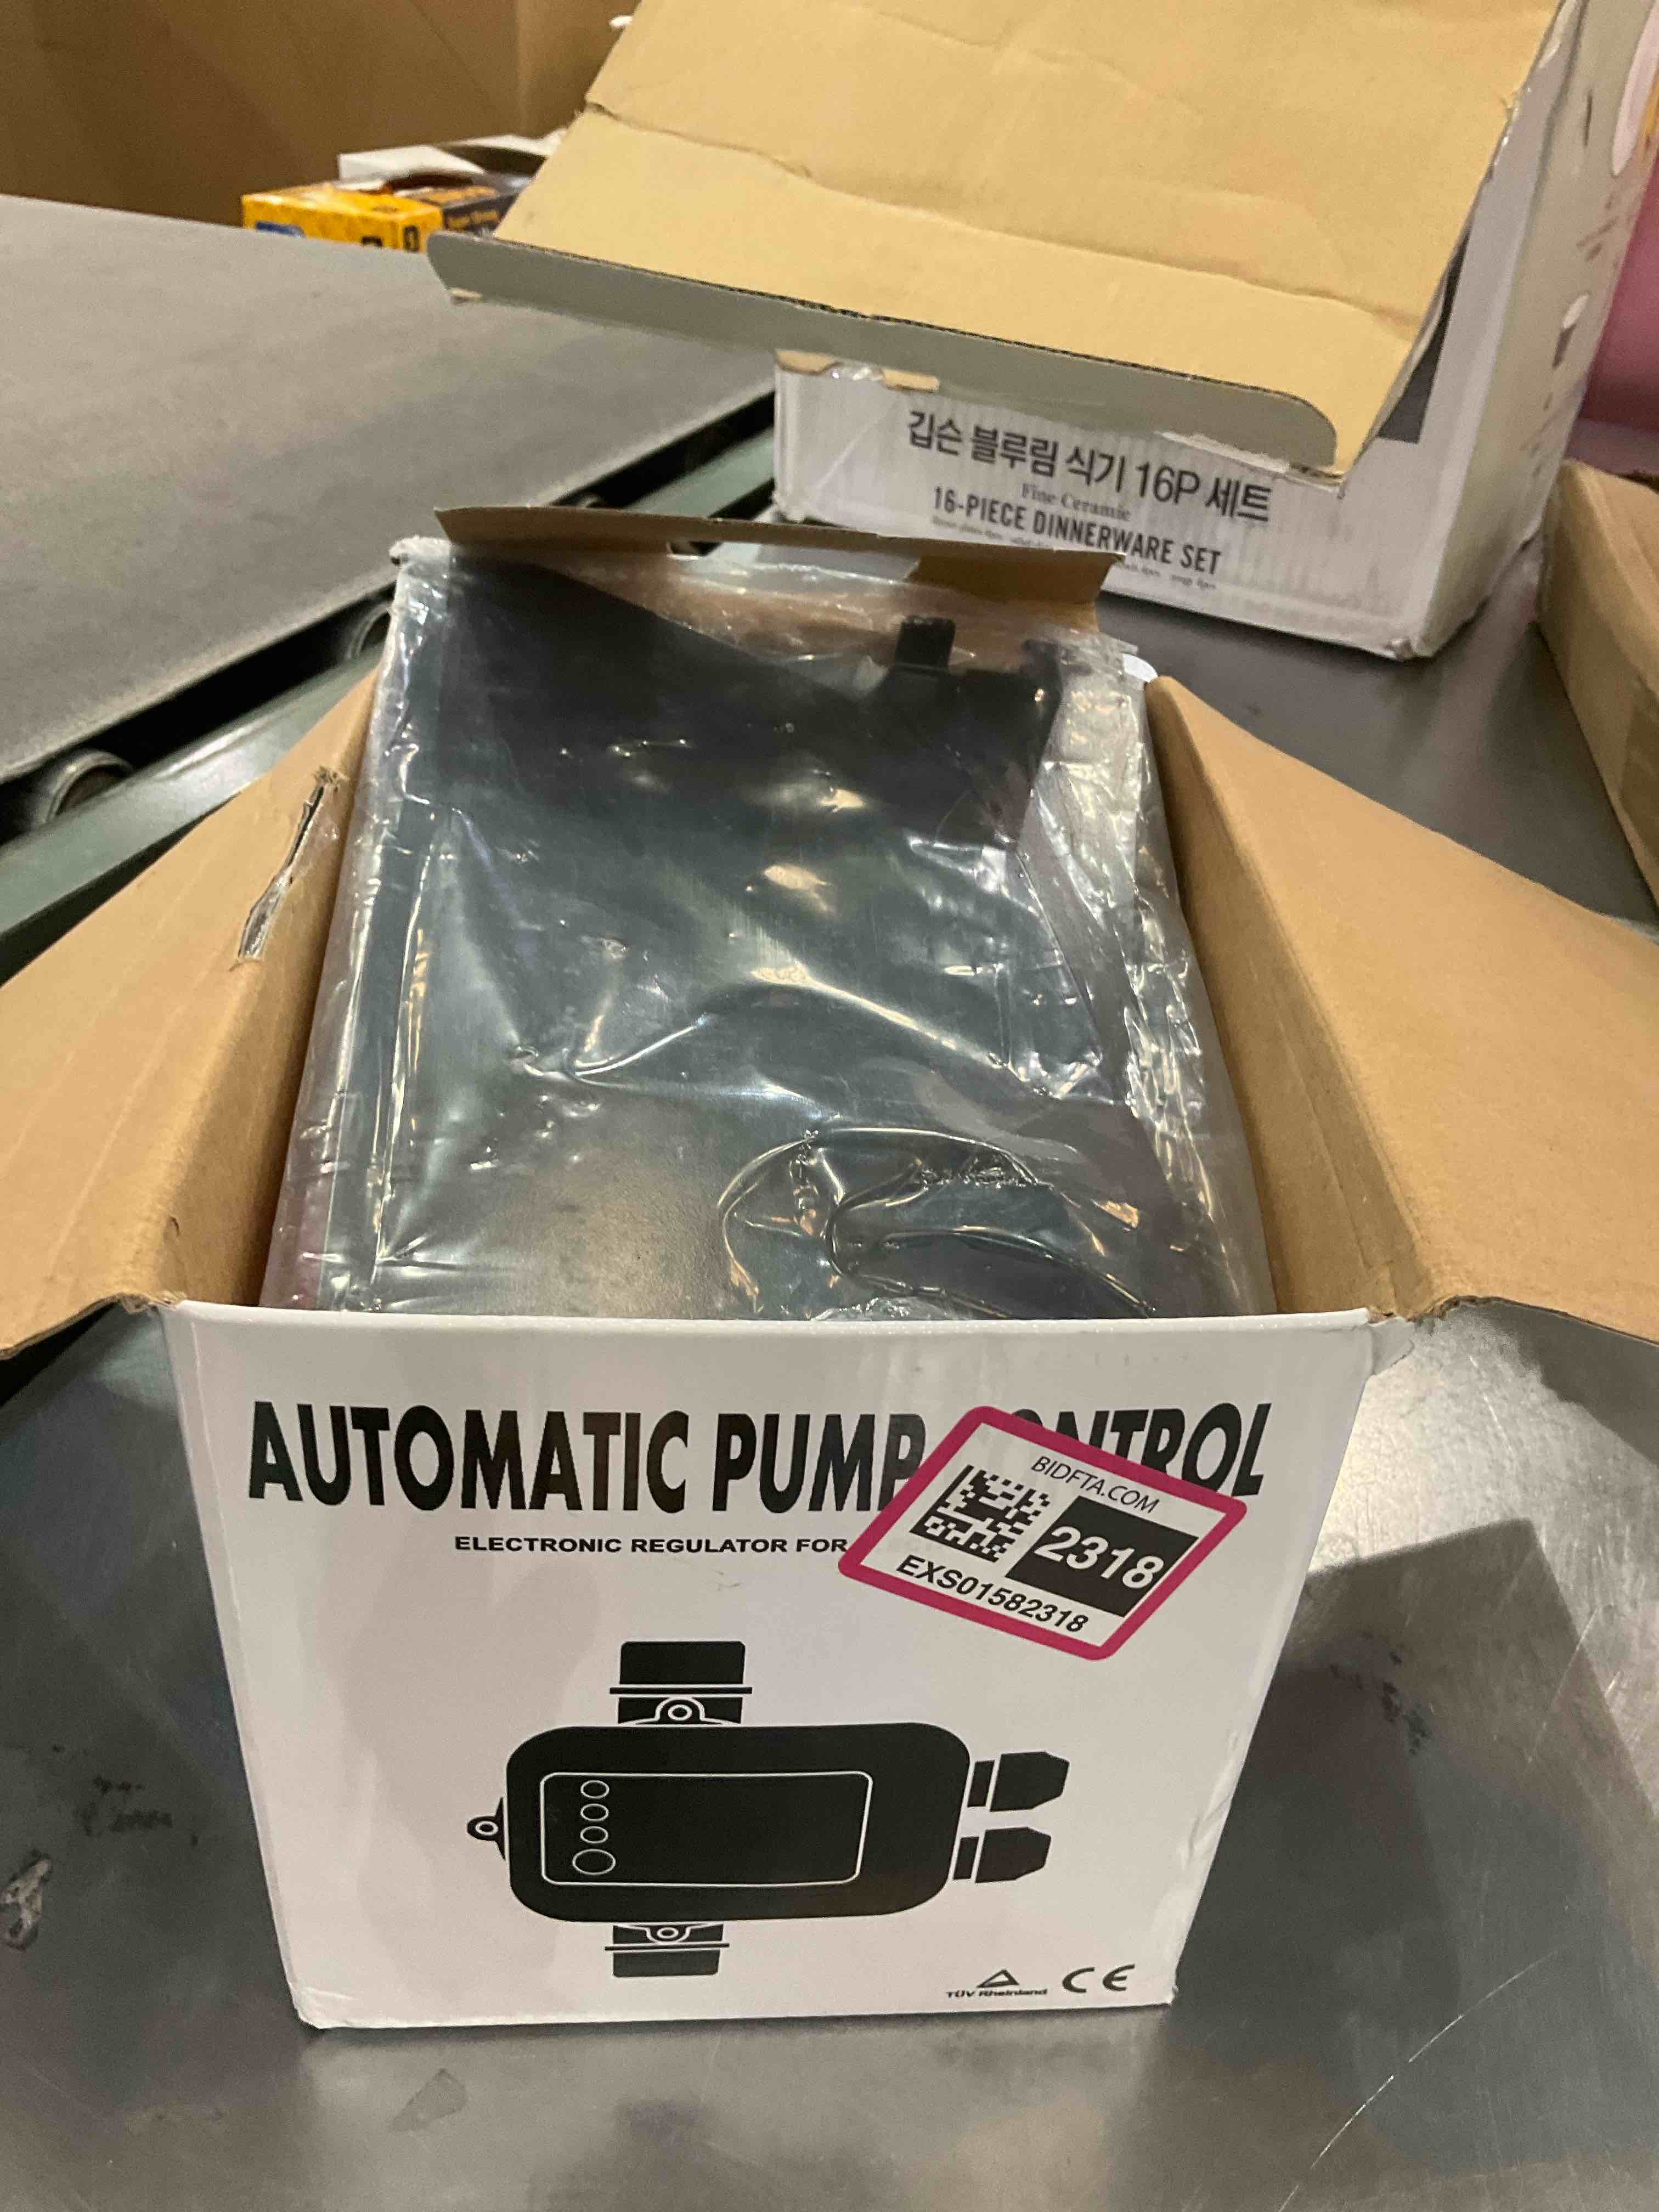 깁슨 블루림 식기 16P 세트
Fine Ceramic
16-PIECE DINNERWARE SET
AUTOMATIC PUMP CONTROL
ELECTRONIC REGULATOR FOR
BIDFTA.COM
2318
EXS01582318
TÜV Rheinland CE